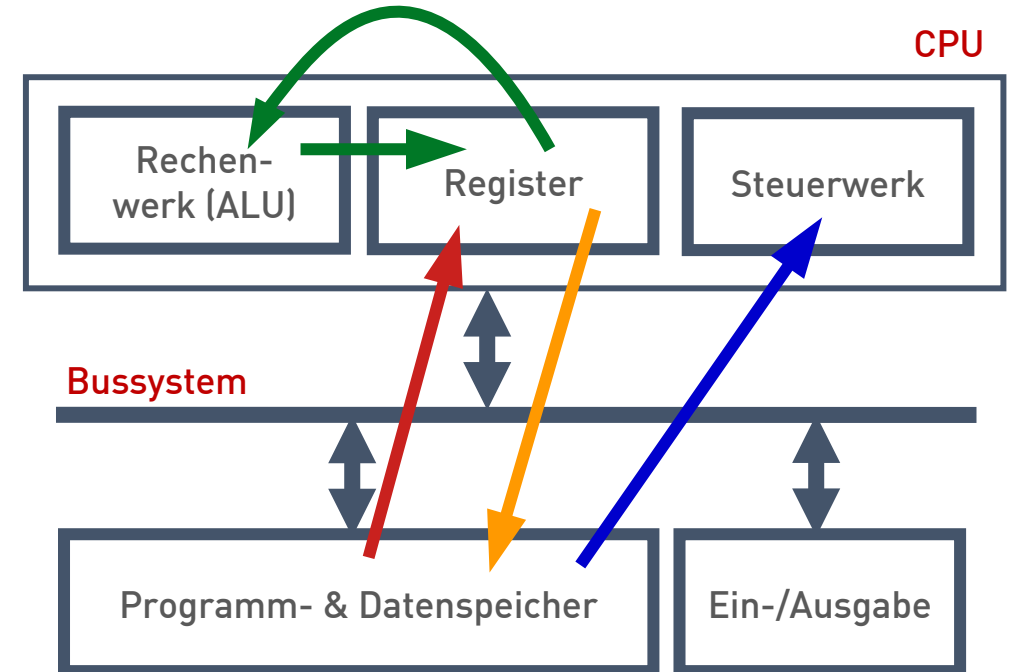 CPU
Rechen-
werk (ALU)
Register
Steuerwerk
Bussystem
Programm- & Datenspeicher
Ein-/Ausgabe